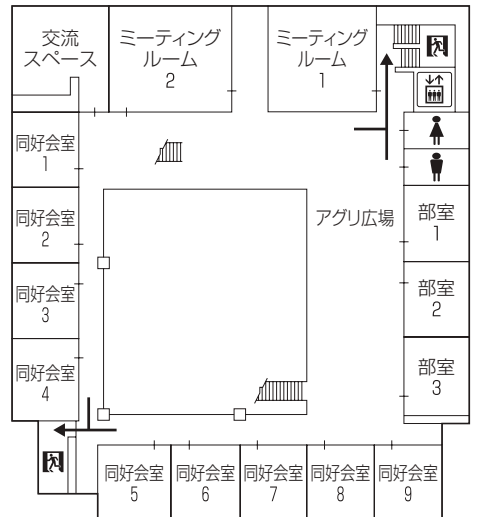 交流
スペース
ミーティング
ルーム
2
ミーティング
ルーム
1
同好会室
1
同好会室
2
同好会室
3
同好会室
4
アグリ広場
部室
1
部室
2
部室
3
同好会室
5
同好会室
6
同好会室
7
同好会室
8
同好会室
9